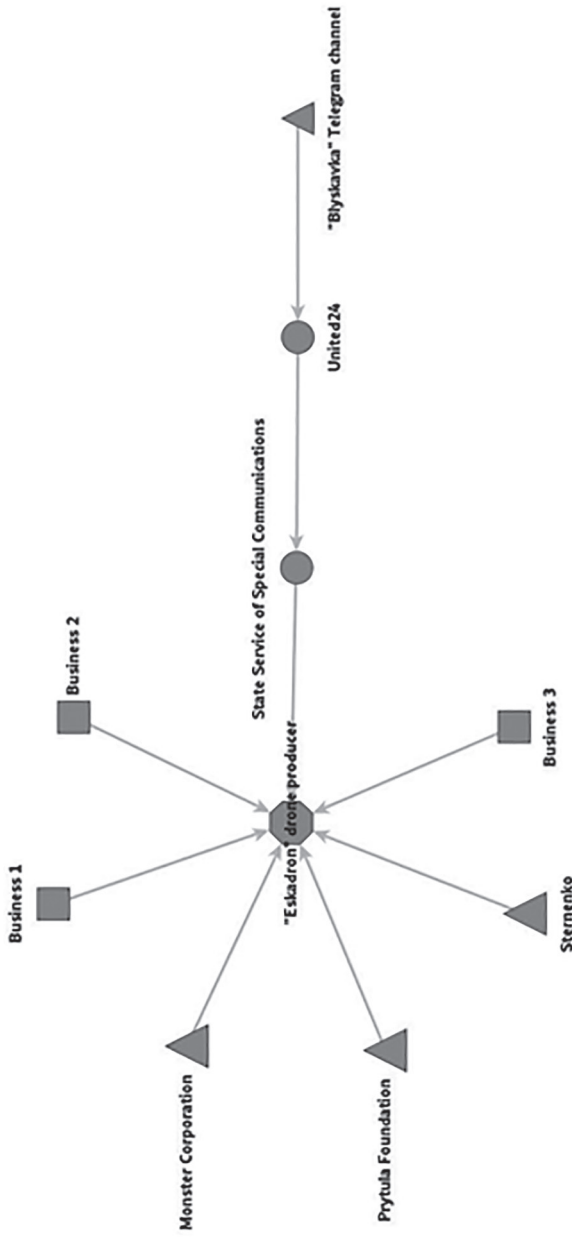 Business 1
Business 2
Monster Corporation
State Service of Special Communications
"Eskadron" drone producer
United24
"Blyskavka" Telegram channel
Prytula Foundation
Business 3
Sternenko